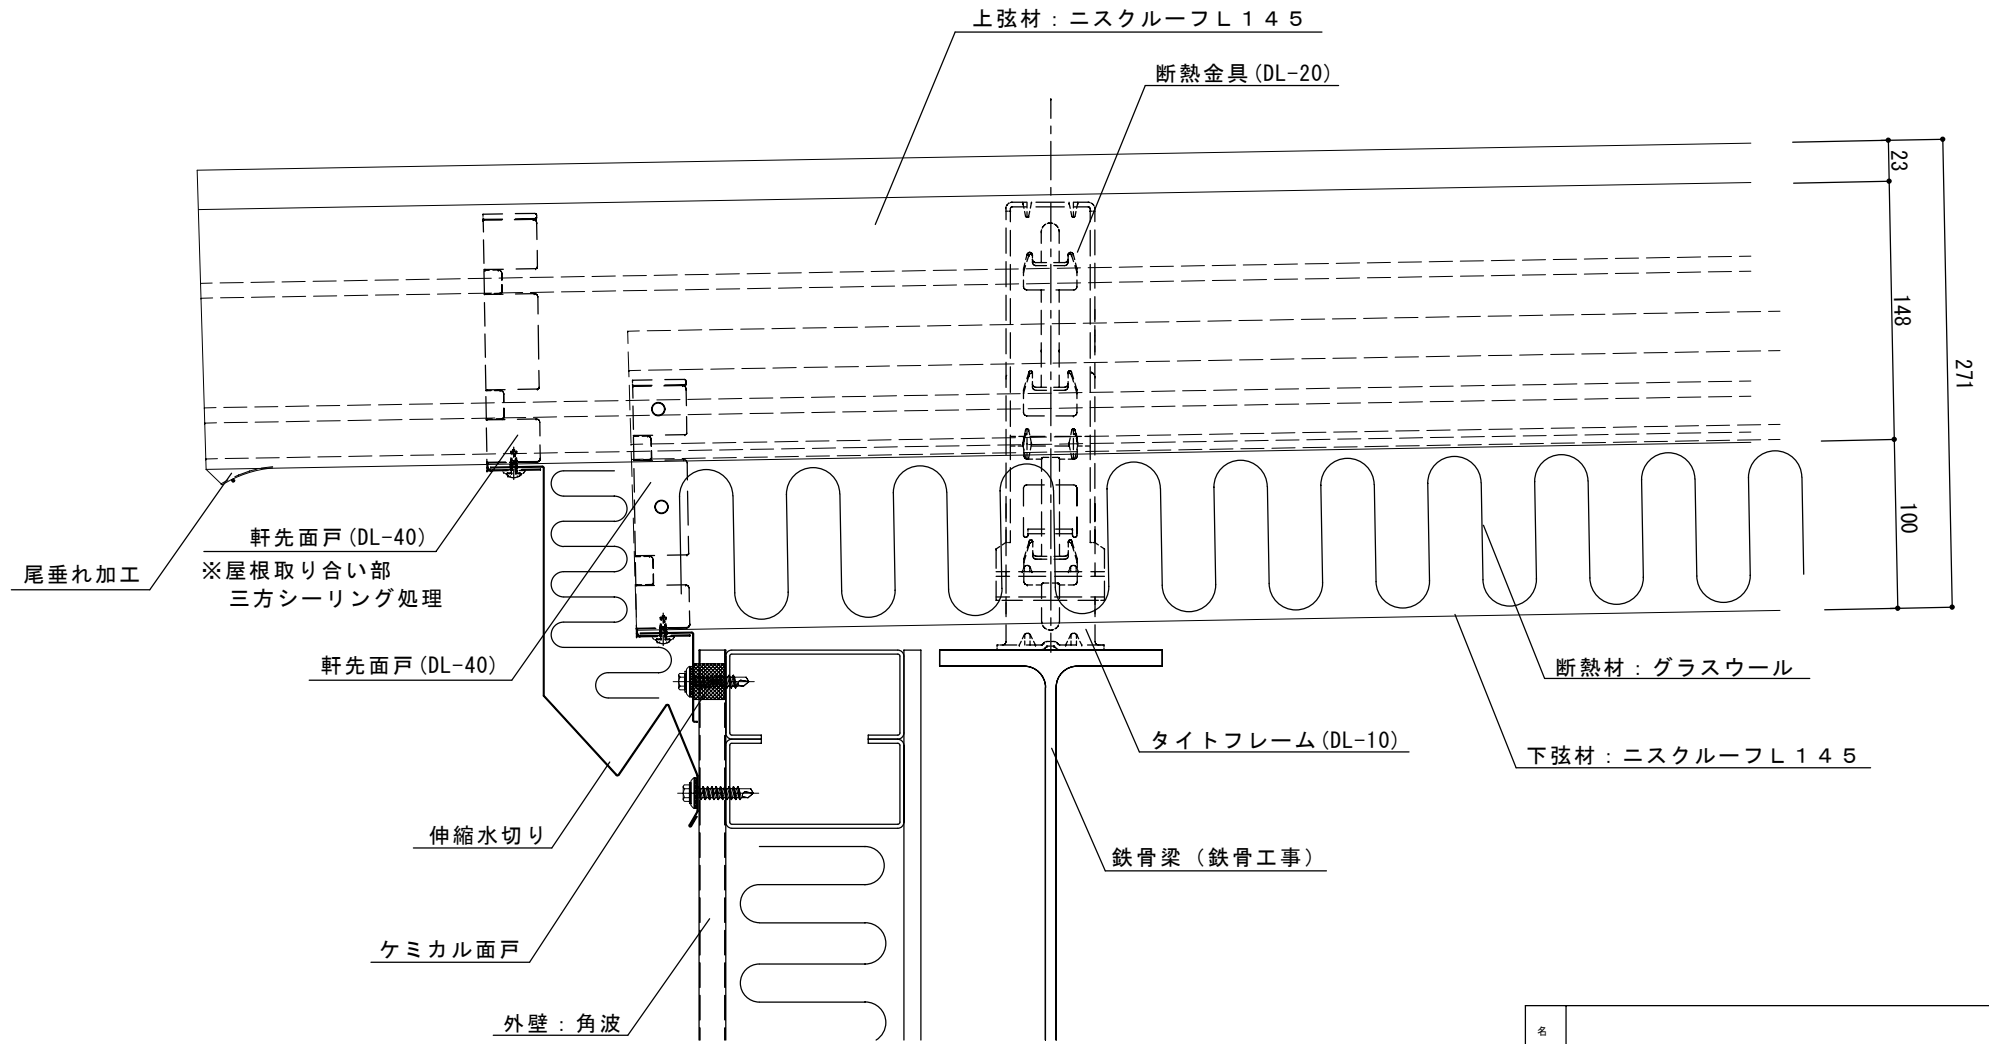 上弦材：ニスクルーフL145
断熱金具(DL-20)
23
148
271
100
軒先面戸(DL-40)
※屋根取り合い部
三方シーリング処理
尾垂れ加工
軒先面戸(DL-40)
断熱材：グラスウール
タイトフレーム(DL-10)
下弦材：ニスクルーフL145
伸縮水切り
鉄骨梁（鉄骨工事）
ケミカル面戸
外壁：角波
名